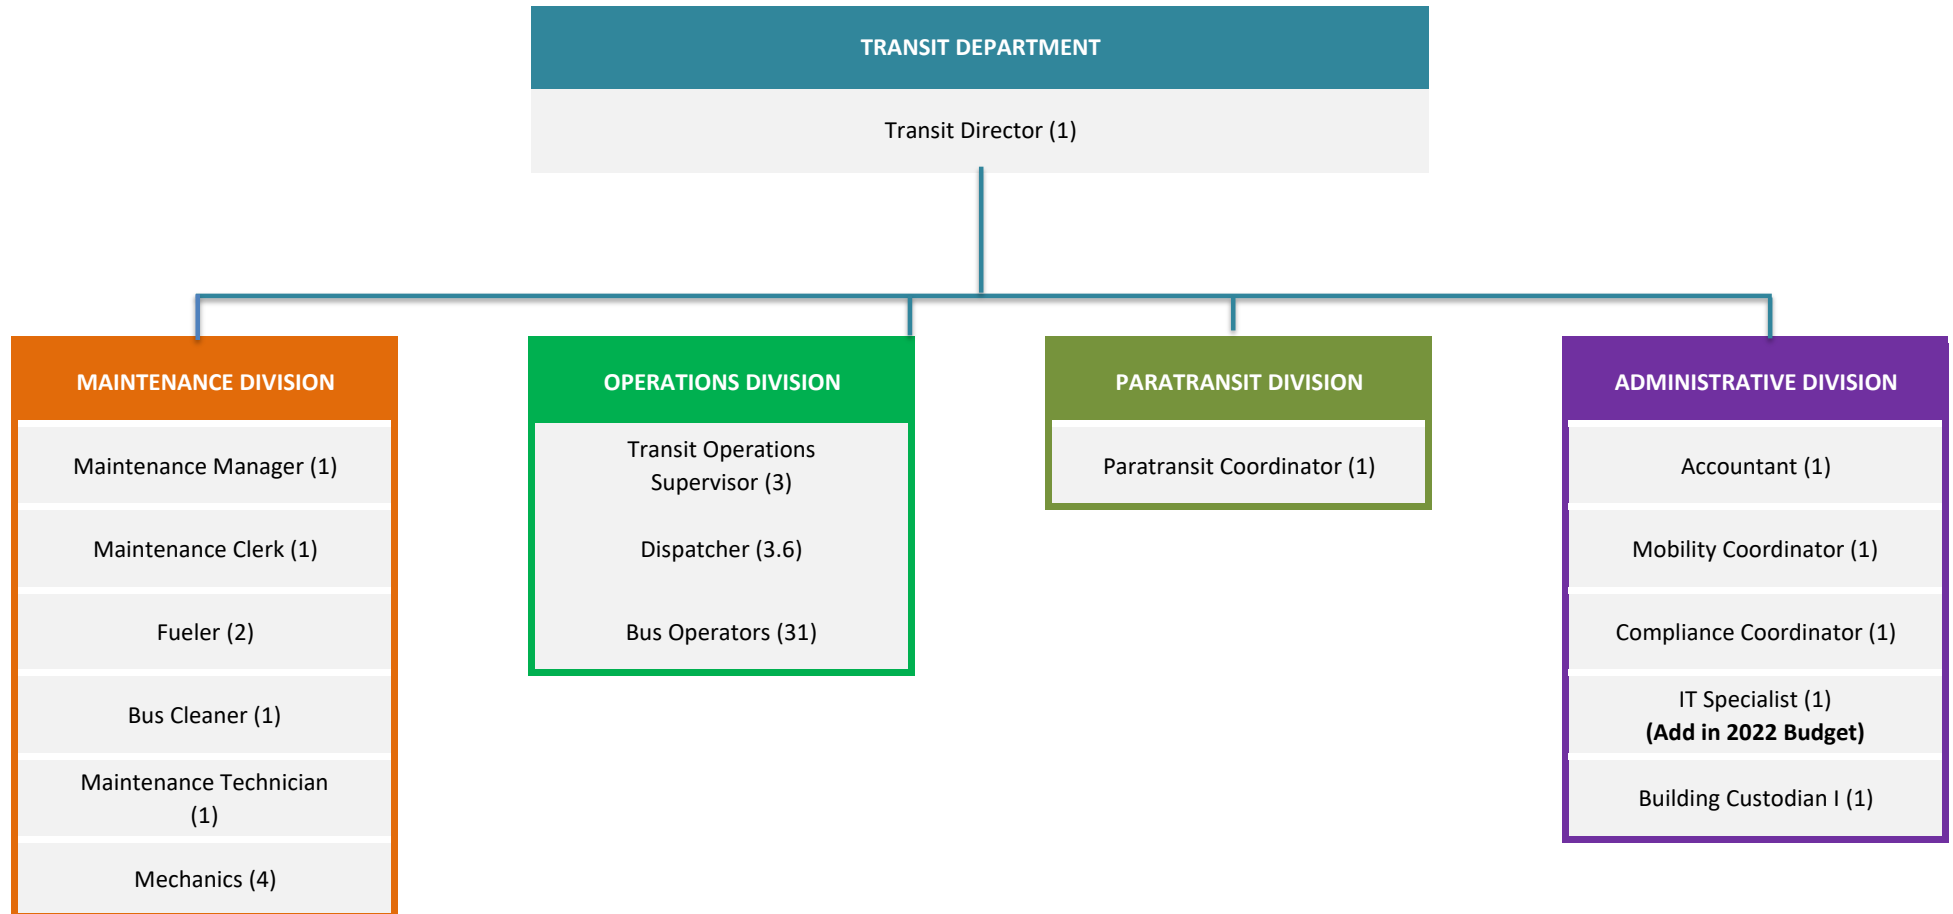 TRANSIT DEPARTMENT
Transit Director (1)
MAINTENANCE DIVISION
Maintenance Manager (1)
Maintenance Clerk (1)
Fueler (2)
Bus Cleaner (1)
Maintenance Technician
(1)
Mechanics (4)
OPERATIONS DIVISION
Transit Operations
Supervisor (3)
Dispatcher (3.6)
Bus Operators (31)
PARATRANSIT DIVISION
Paratransit Coordinator (1)
ADMINISTRATIVE DIVISION
Accountant (1)
Mobility Coordinator (1)
Compliance Coordinator (1)
IT Specialist (1)
(Add in 2022 Budget)
Building Custodian I (1)